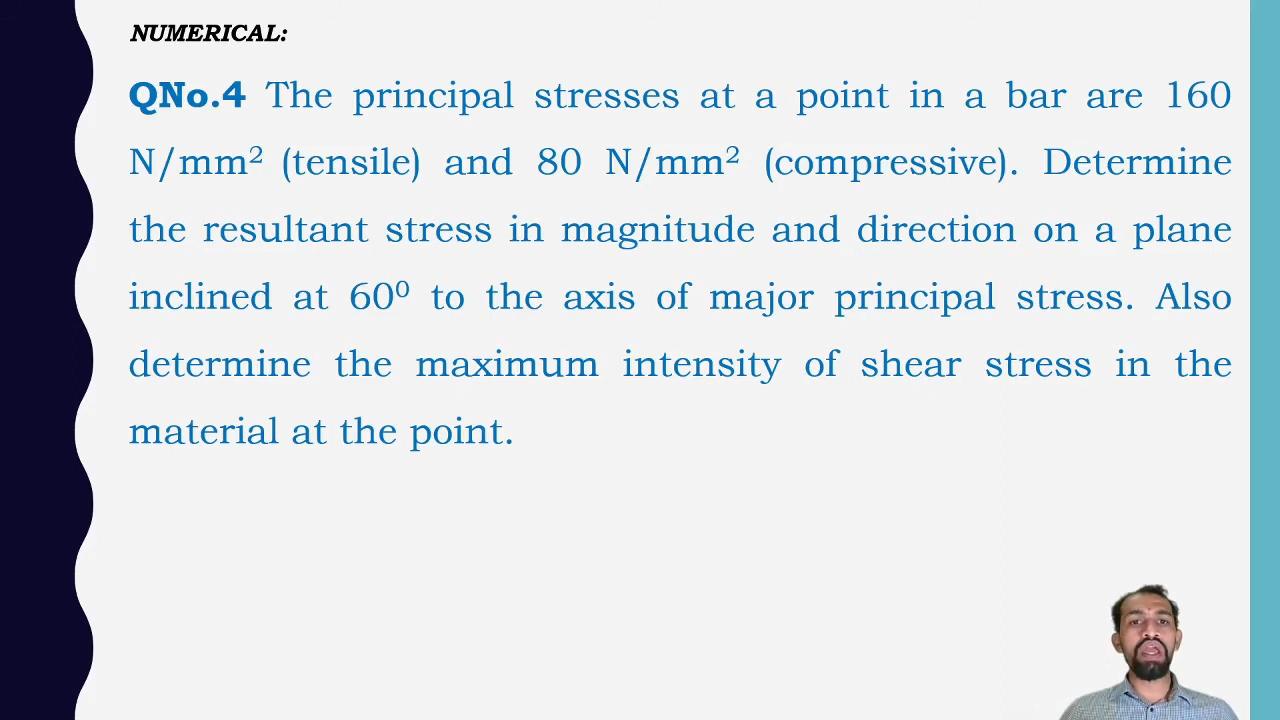 NUMERICAL:
QNo.4 The principal stresses at a point in a bar are 160
N/mm² (tensile) and 80 N/mm² (compressive). Determine
the resultant stress in magnitude and direction on a plane
inclined at 60⁰ to the axis of major principal stress. Also
determine the maximum intensity of shear stress in the
material at the point.